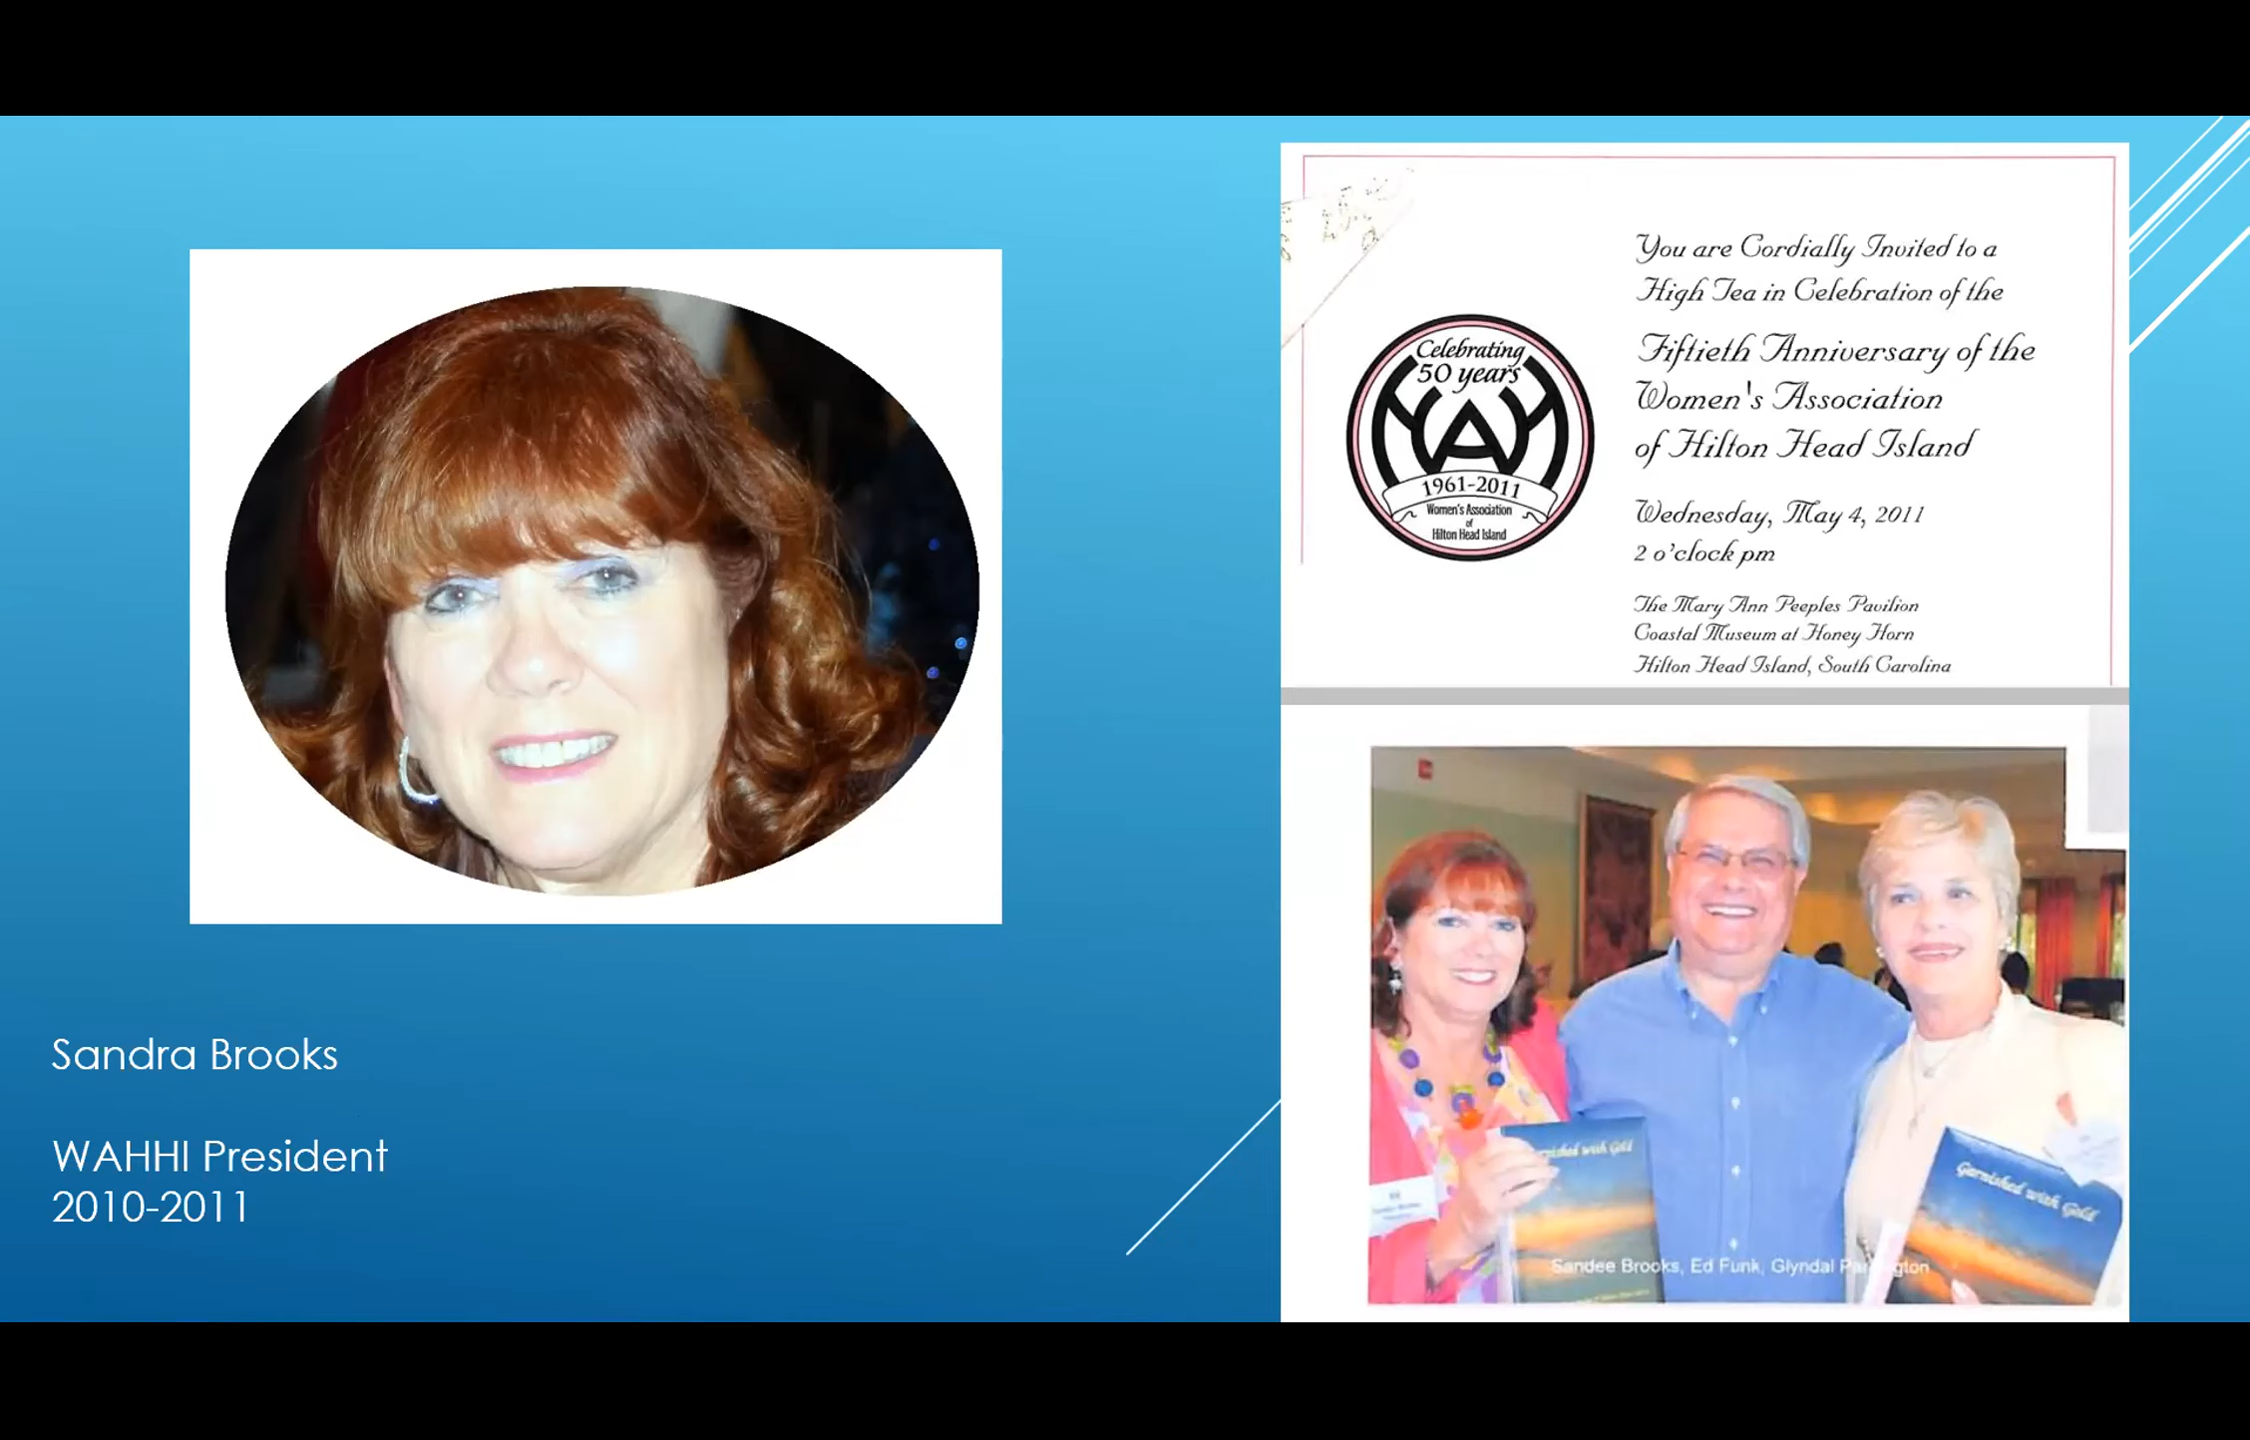 Sandra Brooks
WAHHI President
2010-2011
You are Cordially Invited to a
High Tea in Celebration of the
Fiftieth Anniversary of the
Women's Association
of Hilton Head Island
Wednesday, May 4, 2011
2 o'clock pm
The Mary Ann Peeples Pavilion
Coastal Museum at Honey Horn
Hilton Head Island, South Carolina
Celebrating
50 years
WAHHI
1961-2011
Women's Association
of
Hilton Head Island
with Gold
Garnished with Gold
Sandee Brooks, Ed Funk, Glyndal